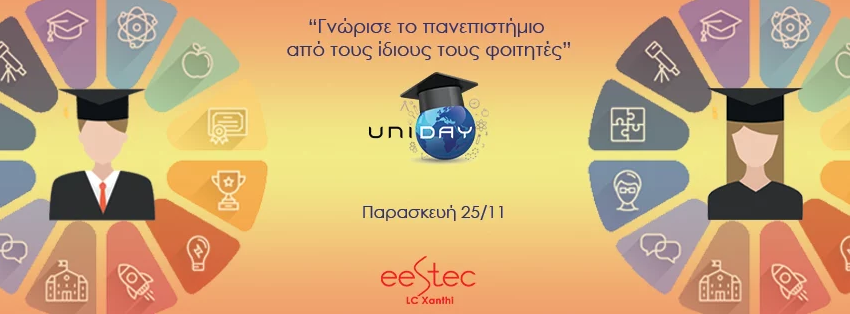 “Γνώρισε το πανεπιστήμιο
από τους ίδιους τους φοιτητές”
UNIDAY
Παρασκευή 25/11
eeStec
LC Xanthi